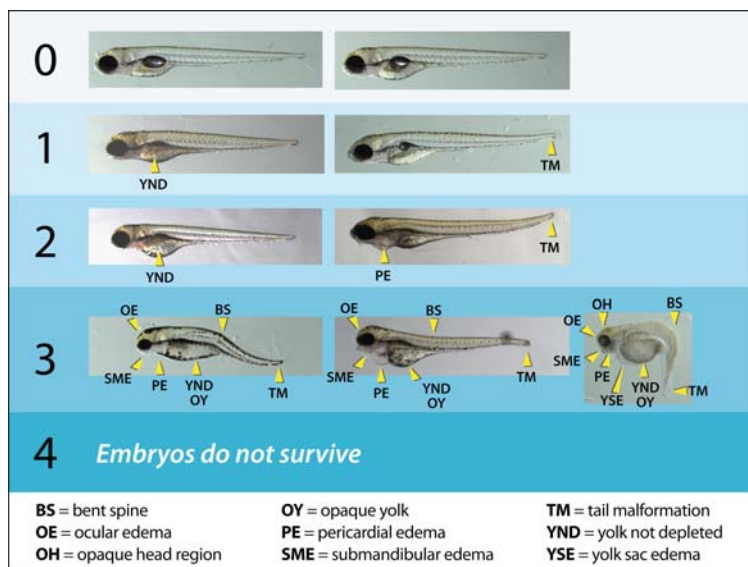 0
1
YND
TM
2
YND
PE
TM
3
OE
BS
SME
PE
YND
OY
TM
OE
BS
SME
PE
YND
OY
TM
OH
BS
OE
SME
PE
YSE
YND
OY
TM
4 Embryos do not survive
BS = bent spine
OE = ocular edema
OH = opaque head region
OY = opaque yolk
PE = pericardial edema
SME = submandibular edema
TM = tail malformation
YND = yolk not depleted
YSE = yolk sac edema